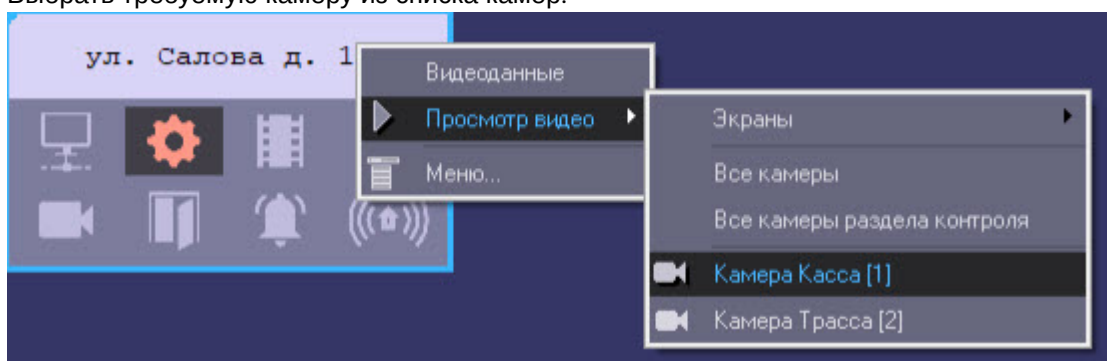 Выбрать требуемую камеру из списка камер.
ул. Салова д. 1
Видеоданные
Просмотр видео
Меню...
Экраны
Все камеры
Все камеры раздела контроля
Камера Касса [1]
Камера Трасса [2]